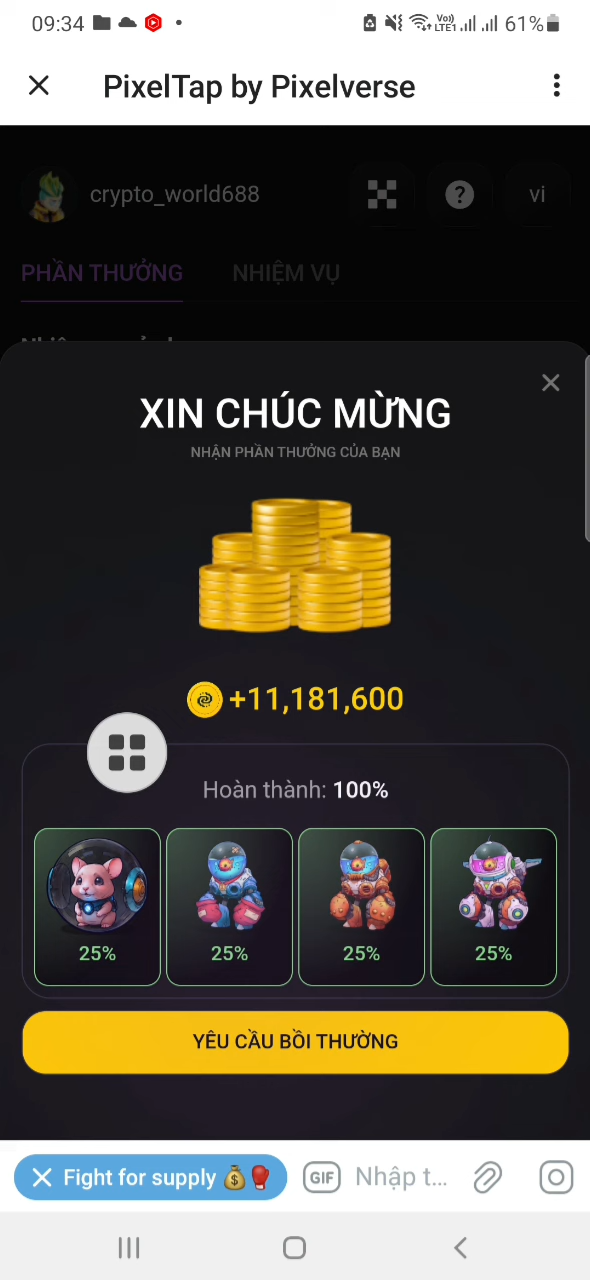 09:34
Vo)) LTE1
61%
PixelTap by Pixelverse
crypto_world688
?
vi
PHẦN THƯỞNG
NHIỆM VỤ
XIN CHÚC MỪNG
NHẬN PHẦN THƯỞNG CỦA BẠN
+11,181,600
Hoàn thành: 100%
25%
25%
25%
25%
YÊU CẦU BỒI THƯỜNG
Fight for supply 💰🥊
GIF
Nhập t...